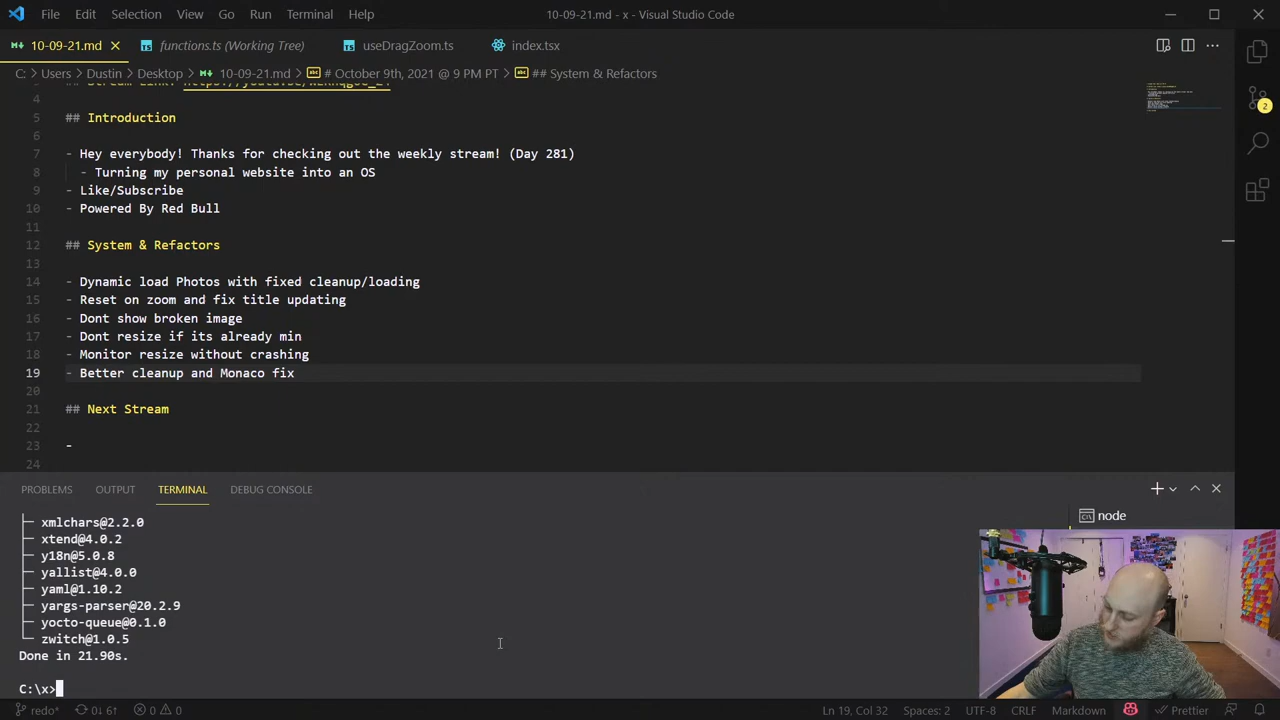 File Edit Selection View Go Run Terminal Help 10-09-21.md - x - Visual Studio Code
10-09-21.md functions.ts (Working Tree) useDragZoom.ts index.tsx
C: > Users > Dustin > Desktop > 10-09-21.md > # October 9th, 2021 @ 9 PM PT > ## System & Refactors
4
5 ## Introduction
6
7 - Hey everybody! Thanks for checking out the weekly stream! (Day 281)
8 - Turning my personal website into an OS
9 - Like/Subscribe
10 - Powered By Red Bull
11
12 ## System & Refactors
13
14 - Dynamic load Photos with fixed cleanup/loading
15 - Reset on zoom and fix title updating
16 - Dont show broken image
17 - Dont resize if its already min
18 - Monitor resize without crashing
19 - Better cleanup and Monaco fix
20
21 ## Next Stream
22
23 -
24
2
PROBLEMS OUTPUT TERMINAL DEBUG CONSOLE
node
├─ xmlchars@2.2.0
├─ xtend@4.0.2
├─ y18n@5.0.8
├─ yallist@4.0.0
├─ yaml@1.10.2
├─ yargs-parser@20.2.9
├─ yocto-queue@0.1.0
└─ zwitch@1.0.5
Done in 21.90s.
C:\x>
redo* 0↓ 6↑ 0 0 Ln 19, Col 32 Spaces: 2 UTF-8 CRLF Markdown Prettier